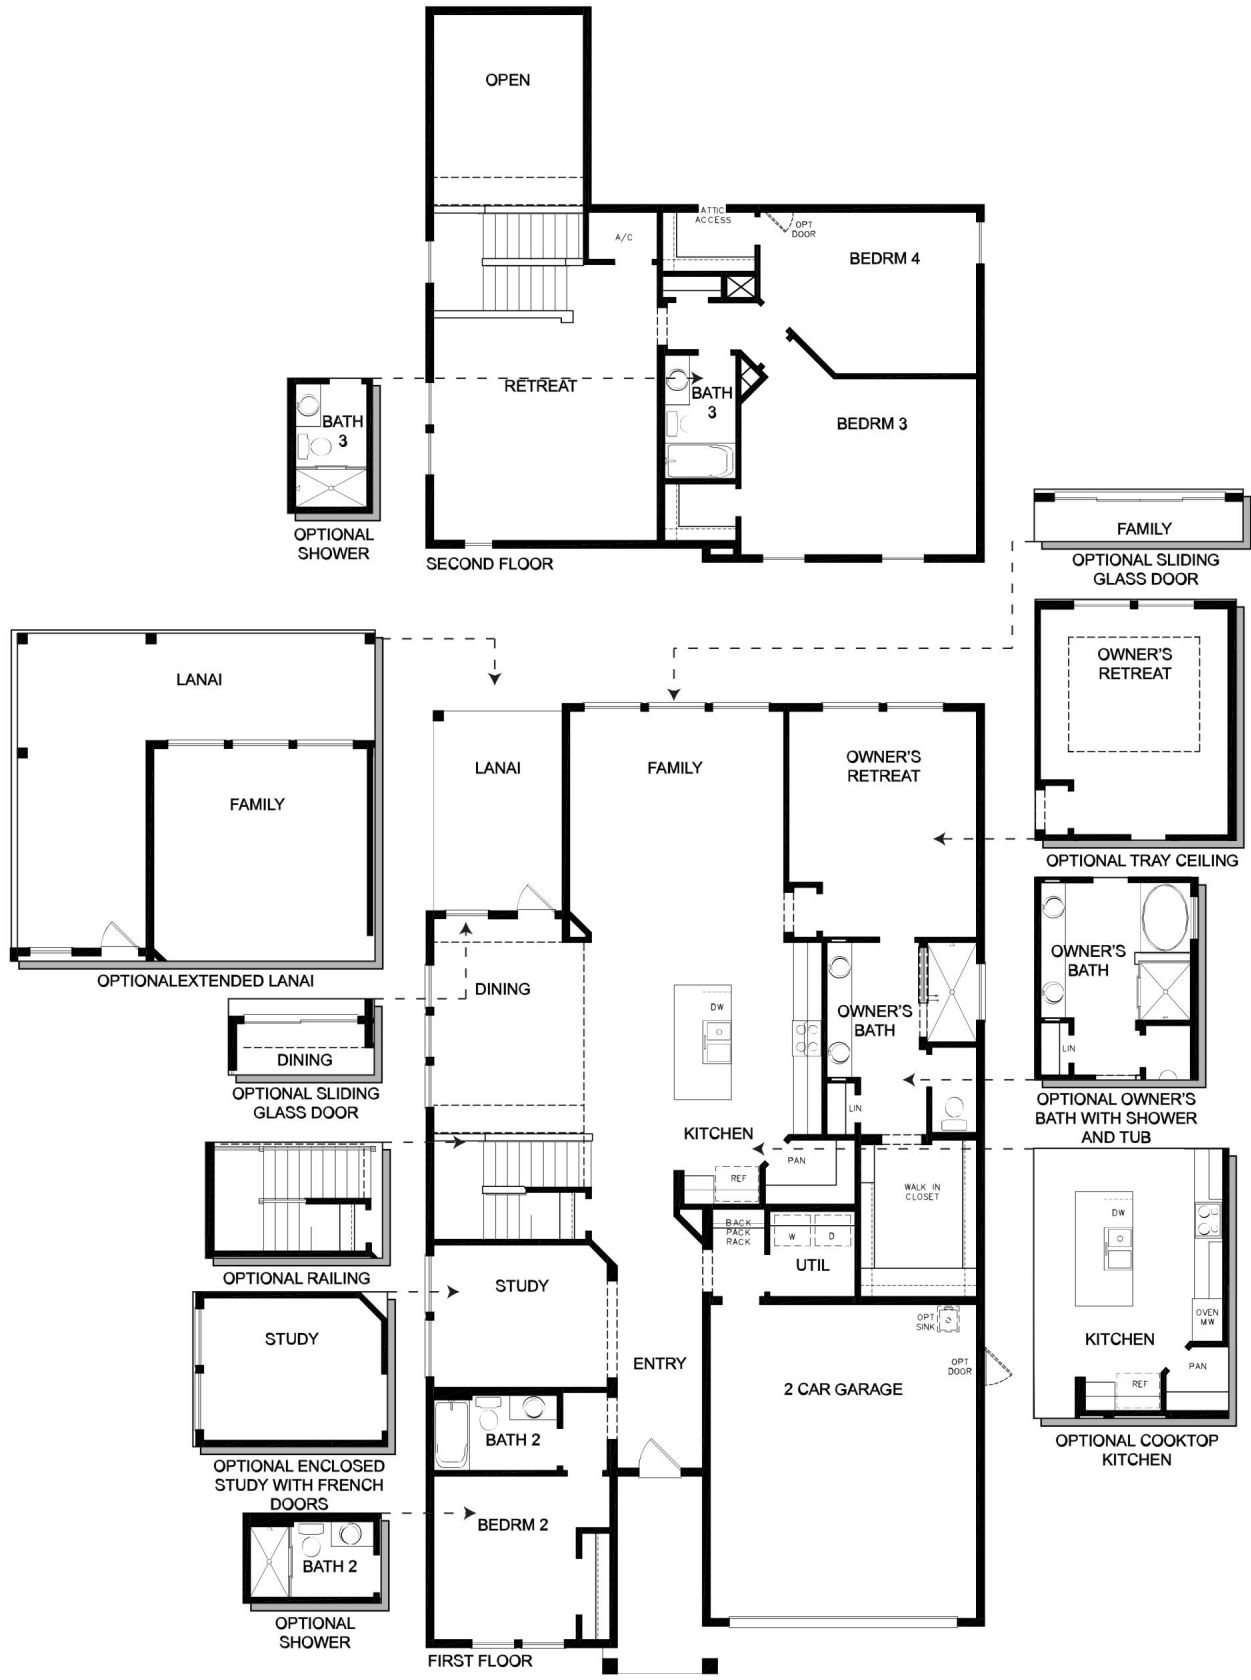 OPEN
ATTIC
ACCESS
OPT
DOOR
A/C
BEDRM 4
RETREAT
BATH
3
BEDRM 3
BATH
3
OPTIONAL
SHOWER
SECOND FLOOR
FAMILY
OPTIONAL SLIDING
GLASS DOOR
LANAI
FAMILY
OPTIONALEXTENDED LANAI
LANAI
FAMILY
OWNER'S
RETREAT
OWNER'S
RETREAT
OPTIONAL TRAY CEILING
DINING
DW
OWNER'S
BATH
LIN
OWNER'S
BATH
LIN
OPTIONAL OWNER'S
BATH WITH SHOWER
AND TUB
DINING
OPTIONAL SLIDING
GLASS DOOR
KITCHEN
PAN
REF
WALK IN
CLOSET
BACK
PACK
RACK
W
D
UTIL
OPTIONAL RAILING
STUDY
STUDY
OPTIONAL ENCLOSED
STUDY WITH FRENCH
DOORS
ENTRY
OPT
SINK
OPT
DOOR
2 CAR GARAGE
DW
OVEN
MW
KITCHEN
PAN
REF
OPTIONAL COOKTOP
KITCHEN
BATH 2
BEDRM 2
BATH 2
OPTIONAL
SHOWER
FIRST FLOOR